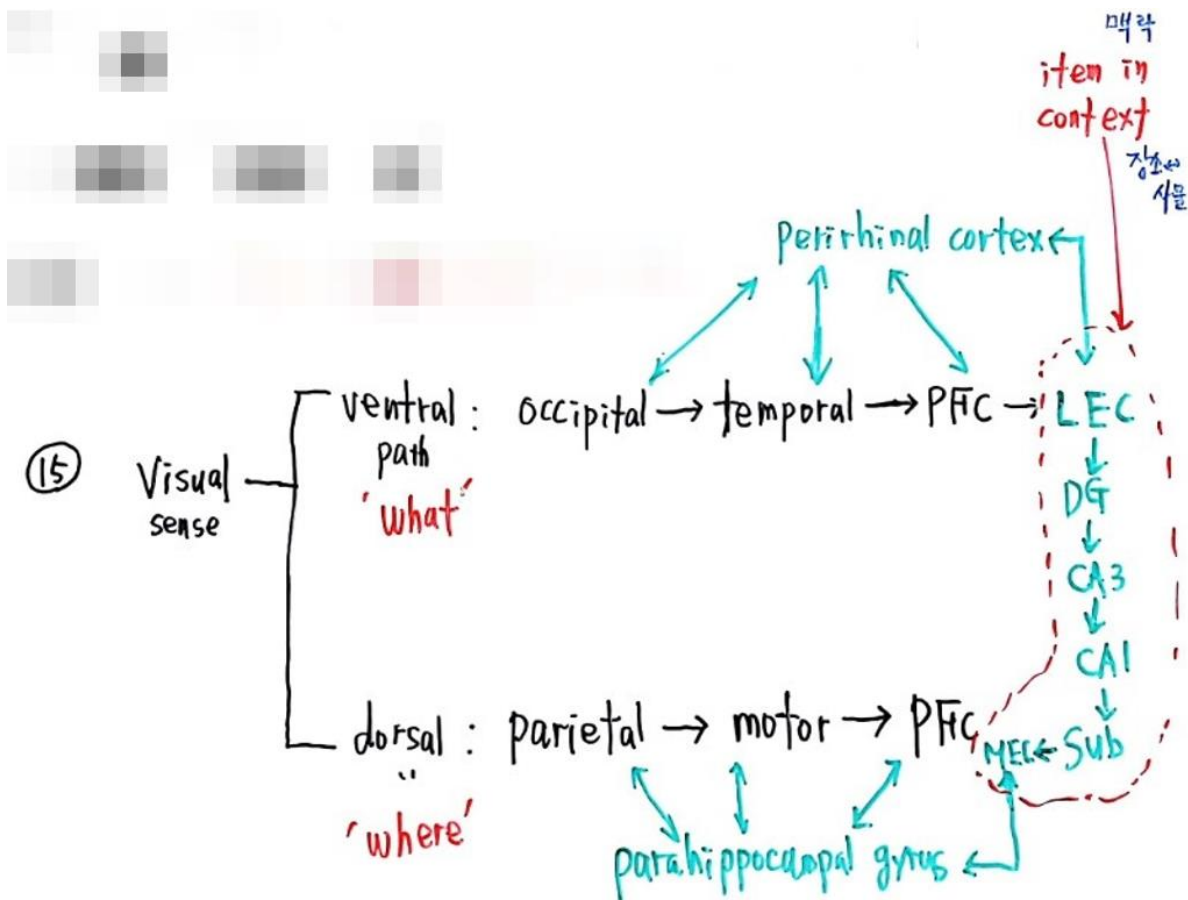 맥락
item in
context
장소↔
사물
perirhinal cortex
ventral : occipital → temporal → PFC → LEC
path
'what'
DG
⑮ Visual
sense
CA3
CA1
dorsal : parietal → motor → PFC MEC ← Sub
〃
'where'
parahippocampal gyrus